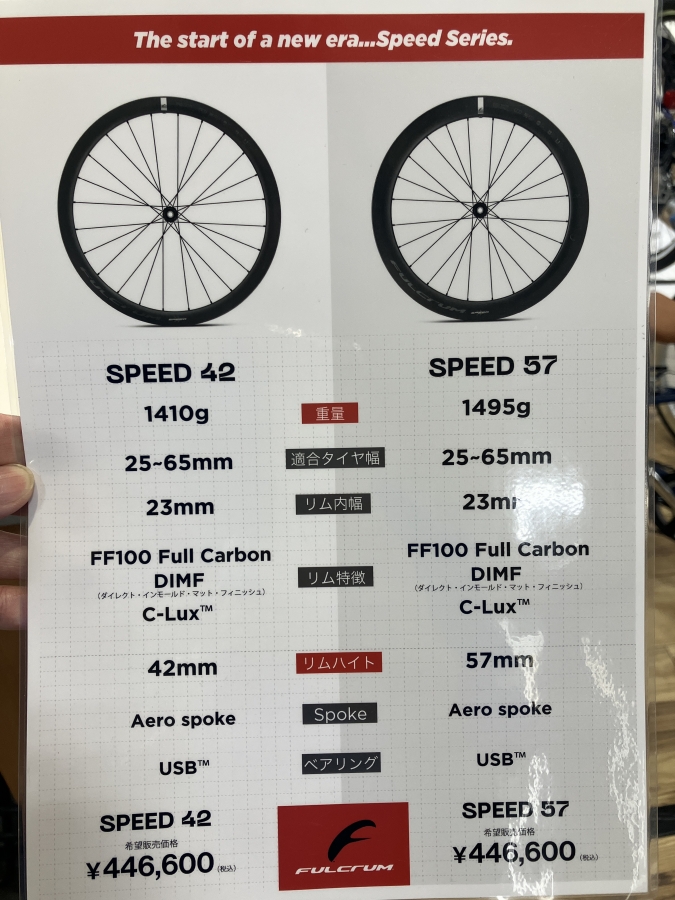 The start of a new era...Speed Series.
FULCRUM
SPEED 42
SPEED 57
1410g
重量
1495g
25~65mm
適合タイヤ幅
25~65mm
23mm
リム内幅
23mm
FF100 Full Carbon
DIMF
(ダイレクト・インモールド・マット・フィニッシュ)
C-Lux™
リム特徴
FF100 Full Carbon
DIMF
(ダイレクト・インモールド・マット・フィニッシュ)
C-Lux™
42mm
リムハイト
57mm
Aero spoke
Spoke
Aero spoke
USB™
ベアリング
USB™
SPEED 42
希望販売価格
¥446,600(税込)
FULCRUM
SPEED 57
希望販売価格
¥446,600(税込)